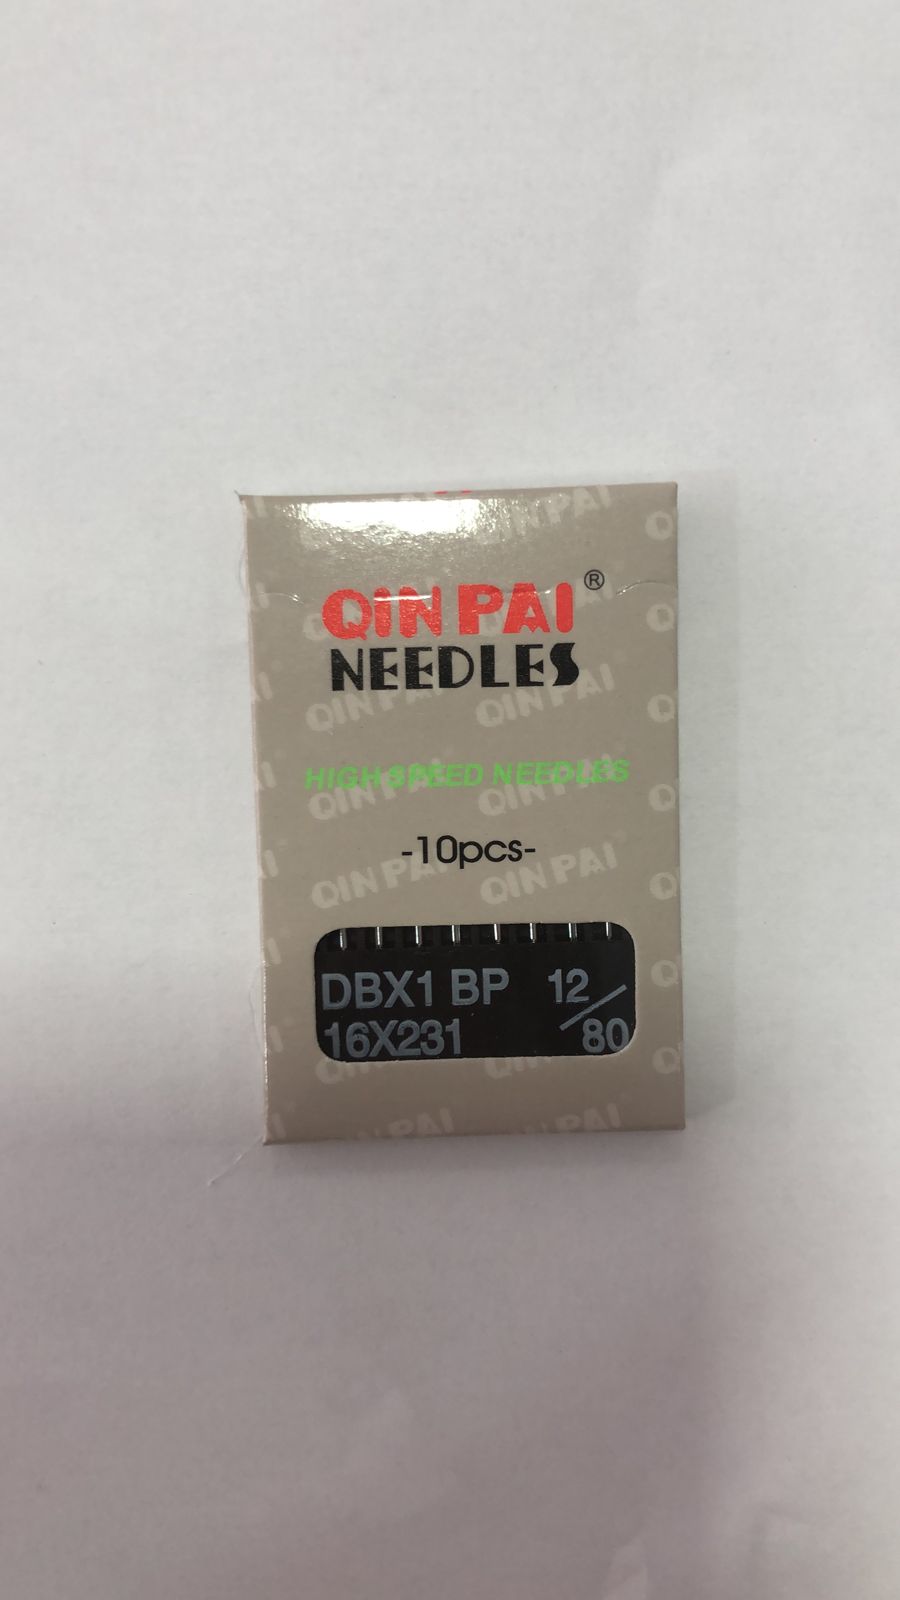 QIN PAI®
NEEDLES
HIGH SPEED NEEDLES
-10pcs-
DBX1 BP 12/80
16X231